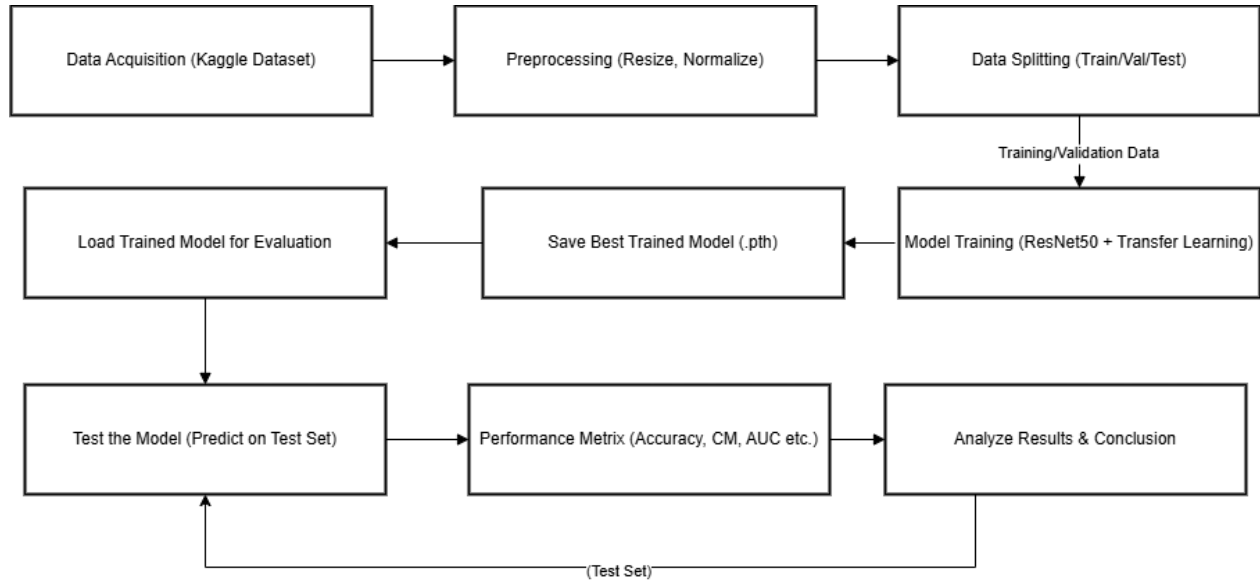 Data Acquisition (Kaggle Dataset)
Preprocessing (Resize, Normalize)
Data Splitting (Train/Val/Test)
Training/Validation Data
Model Training (ResNet50 + Transfer Learning)
Save Best Trained Model (.pth)
Load Trained Model for Evaluation
Test the Model (Predict on Test Set)
Performance Metrix (Accuracy, CM, AUC etc.)
Analyze Results & Conclusion
(Test Set)